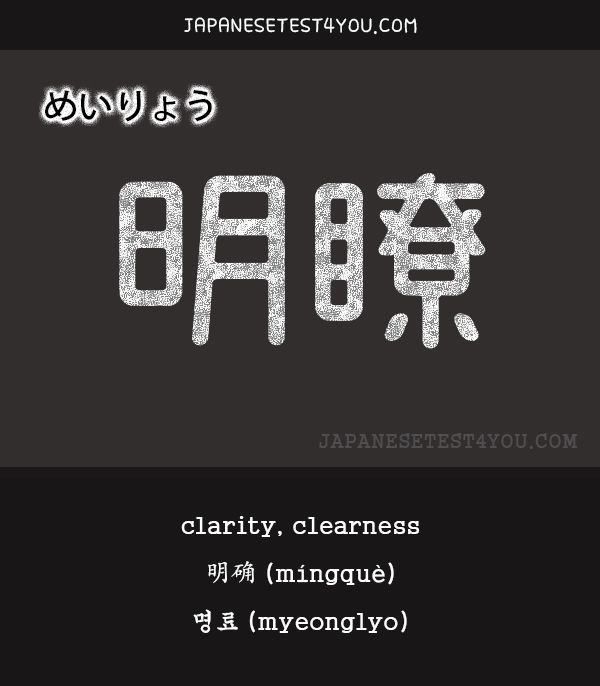 JAPANESETEST4YOU.COM
めいりょう
明瞭
JAPANESETEST4YOU.COM
clarity, clearness
明确 (míngquè)
명료 (myeonglyo)